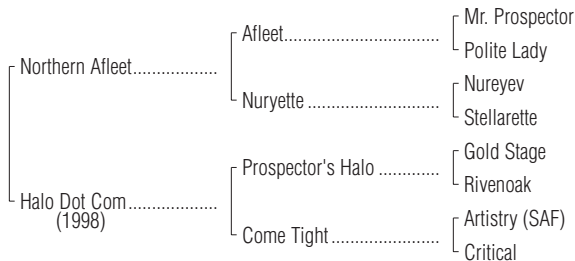 Mr. Prospector
Afleet
Polite Lady
Northern Afleet
Nureyev
Nuryette
Stellarette
Gold Stage
Prospector's Halo
Rivenoak
Halo Dot Com
(1998)
Artistry (SAF)
Come Tight
Critical